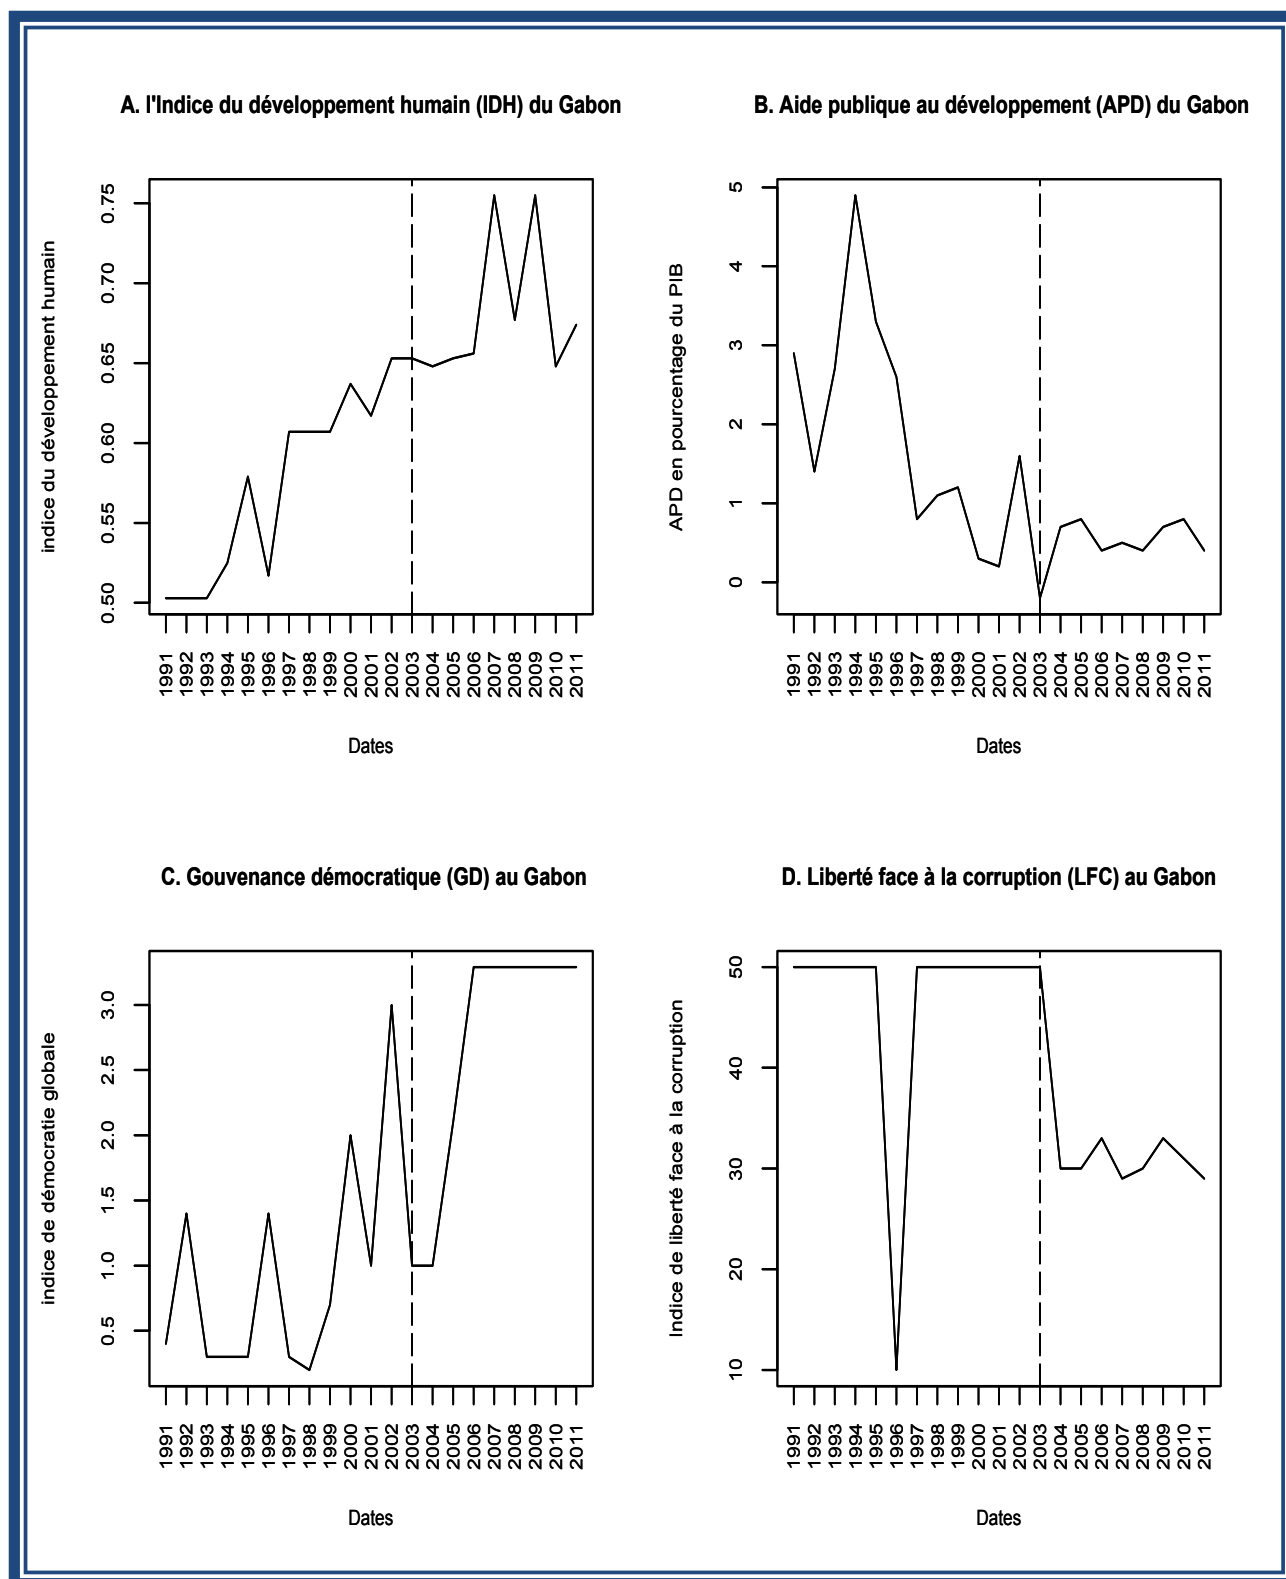 A. l'Indice du développement humain (IDH) du Gabon
indice du développement humain
0.75
0.70
0.65
0.60
0.55
0.50
1991 1992 1993 1994 1995 1996 1997 1998 1999 2000 2001 2002 2003 2004 2005 2006 2007 2008 2009 2010 2011
Dates
B. Aide publique au développement (APD) du Gabon
APD en pourcentage du PIB
5
4
3
2
1
0
1991 1992 1993 1994 1995 1996 1997 1998 1999 2000 2001 2002 2003 2004 2005 2006 2007 2008 2009 2010 2011
Dates
C. Gouvenance démocratique (GD) au Gabon
indice de démocratie globale
3.0
2.5
2.0
1.5
1.0
0.5
1991 1992 1993 1994 1995 1996 1997 1998 1999 2000 2001 2002 2003 2004 2005 2006 2007 2008 2009 2010 2011
Dates
D. Liberté face à la corruption (LFC) au Gabon
Indice de liberté face à la corruption
50
40
30
20
10
1991 1992 1993 1994 1995 1996 1997 1998 1999 2000 2001 2002 2003 2004 2005 2006 2007 2008 2009 2010 2011
Dates